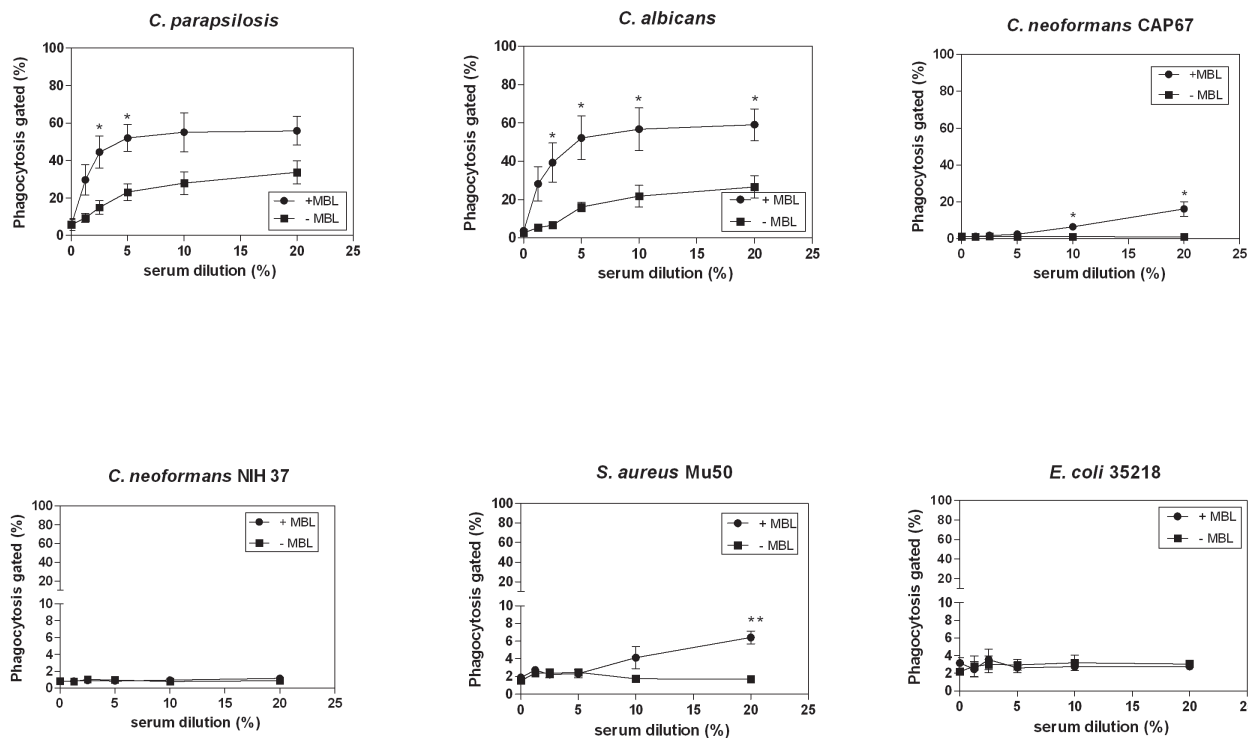 C. parapsilosis
100
80
60
40
20
0
Phagocytosis gated (%)
* *
+MBL
- MBL
0 5 10 15 20 25
serum dilution (%)
C. albicans
100
80
60
40
20
0
Phagocytosis gated (%)
* * * *
+ MBL
- MBL
0 5 10 15 20 25
serum dilution (%)
C. neoformans CAP67
100
80
60
40
20
0
Phagocytosis gated (%)
+MBL
- MBL
* *
0 5 10 15 20 25
serum dilution (%)
C. neoformans NIH 37
100
80
60
40
20
10
8
6
4
2
0
Phagocytosis gated (%)
+ MBL
- MBL
0 5 10 15 20 25
serum dilution (%)
S. aureus Mu50
100
80
60
40
20
10
8
6
4
2
0
Phagocytosis gated (%)
+ MBL
- MBL
**
0 5 10 15 20 25
serum dilution (%)
E. coli 35218
100
80
60
40
20
10
8
6
4
2
0
Phagocytosis gated (%)
+ MBL
- MBL
0 5 10 15 20 2
serum dilution (%)